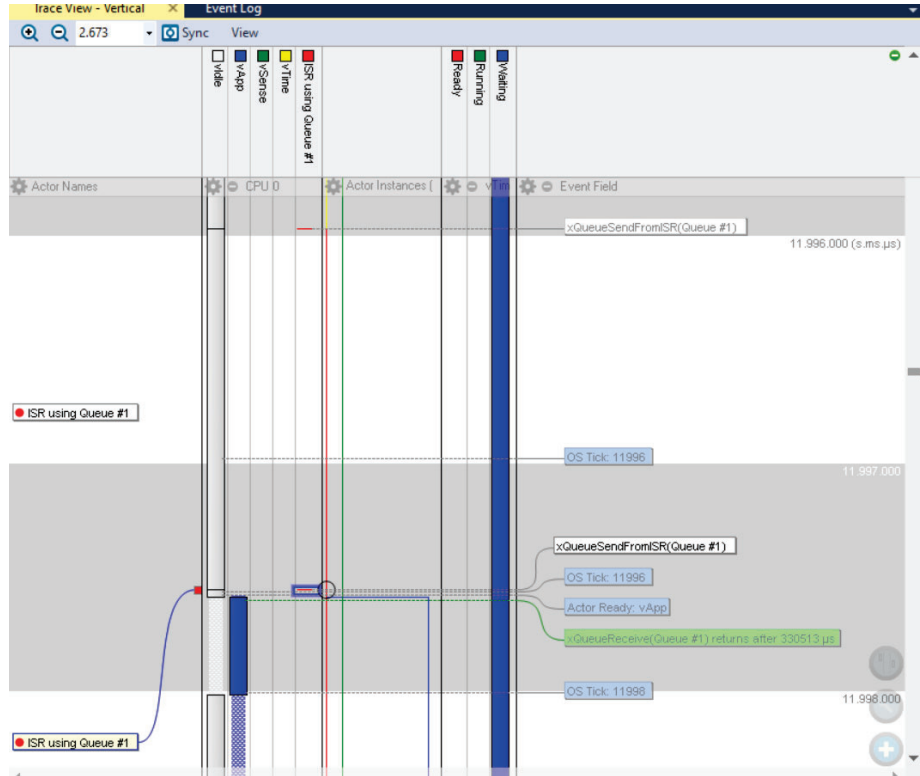 Trace View - Vertical × Event Log
2.673 Sync View
vIdle
vApp
vSense
vTime
ISR using Queue #1
Ready
Running
Waiting
Actor Names CPU 0 Actor Instances ( vTim Event Field
xQueueSendFromISR(Queue #1)
11.996.000 (s.ms.µs)
ISR using Queue #1
OS Tick: 11996
11.997.000
xQueueSendFromISR(Queue #1)
OS Tick: 11996
Actor Ready: vApp
xQueueReceive(Queue #1) returns after 330513 µs
OS Tick: 11998
11.998.000
ISR using Queue #1